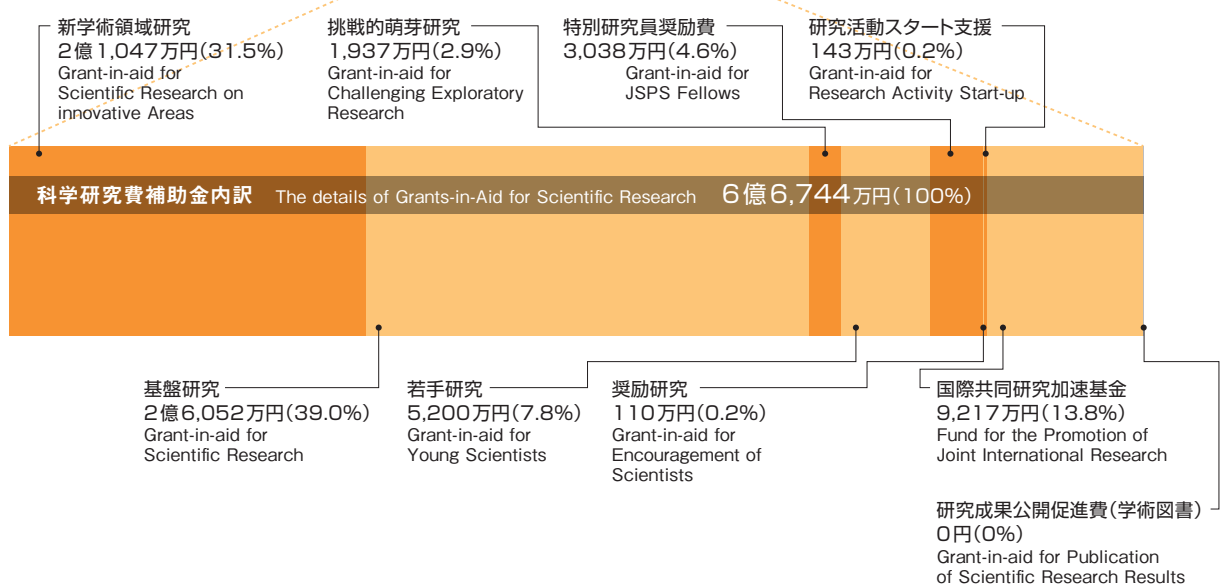 新学術領域研究
2億1,047万円(31.5%)
Grant-in-aid for
Scientific Research on
innovative Areas
挑戦的萌芽研究
1,937万円(2.9%)
Grant-in-aid for
Challenging Exploratory
Research
特別研究員奨励費
3,038万円(4.6%)
Grant-in-aid for
JSPS Fellows
研究活動スタート支援
143万円(0.2%)
Grant-in-aid for
Research Activity Start-up
科学研究費補助金内訳 The details of Grants-in-Aid for Scientific Research 6億6,744万円(100%)
基盤研究
2億6,052万円(39.0%)
Grant-in-aid for
Scientific Research
若手研究
5,200万円(7.8%)
Grant-in-aid for
Young Scientists
奨励研究
110万円(0.2%)
Grant-in-aid for
Encouragement of
Scientists
国際共同研究加速基金
9,217万円(13.8%)
Fund for the Promotion of
Joint International Research
研究成果公開促進費(学術図書)
0円(0%)
Grant-in-aid for Publication
of Scientific Research Results